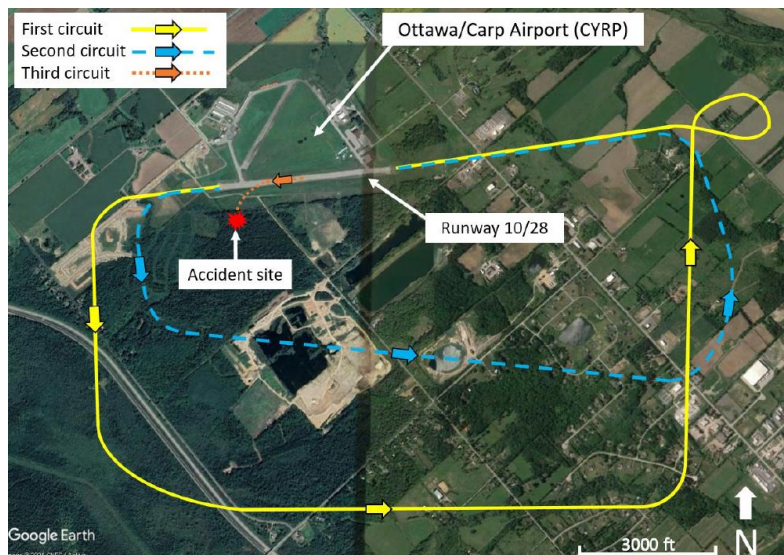 First circuit
Second circuit
Third circuit
Ottawa/Carp Airport (CYRP)
Runway 10/28
Accident site
Google Earth
3000 ft
N